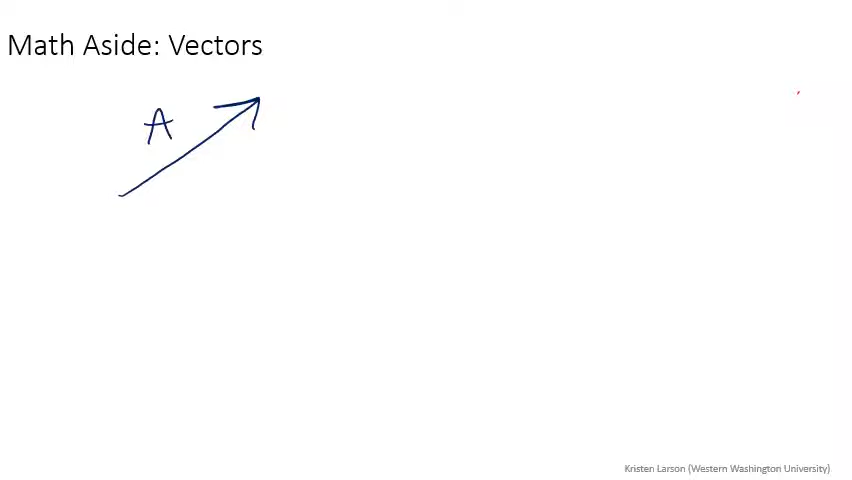 Math Aside: Vectors
A
Kristen Larson (Western Washington University)